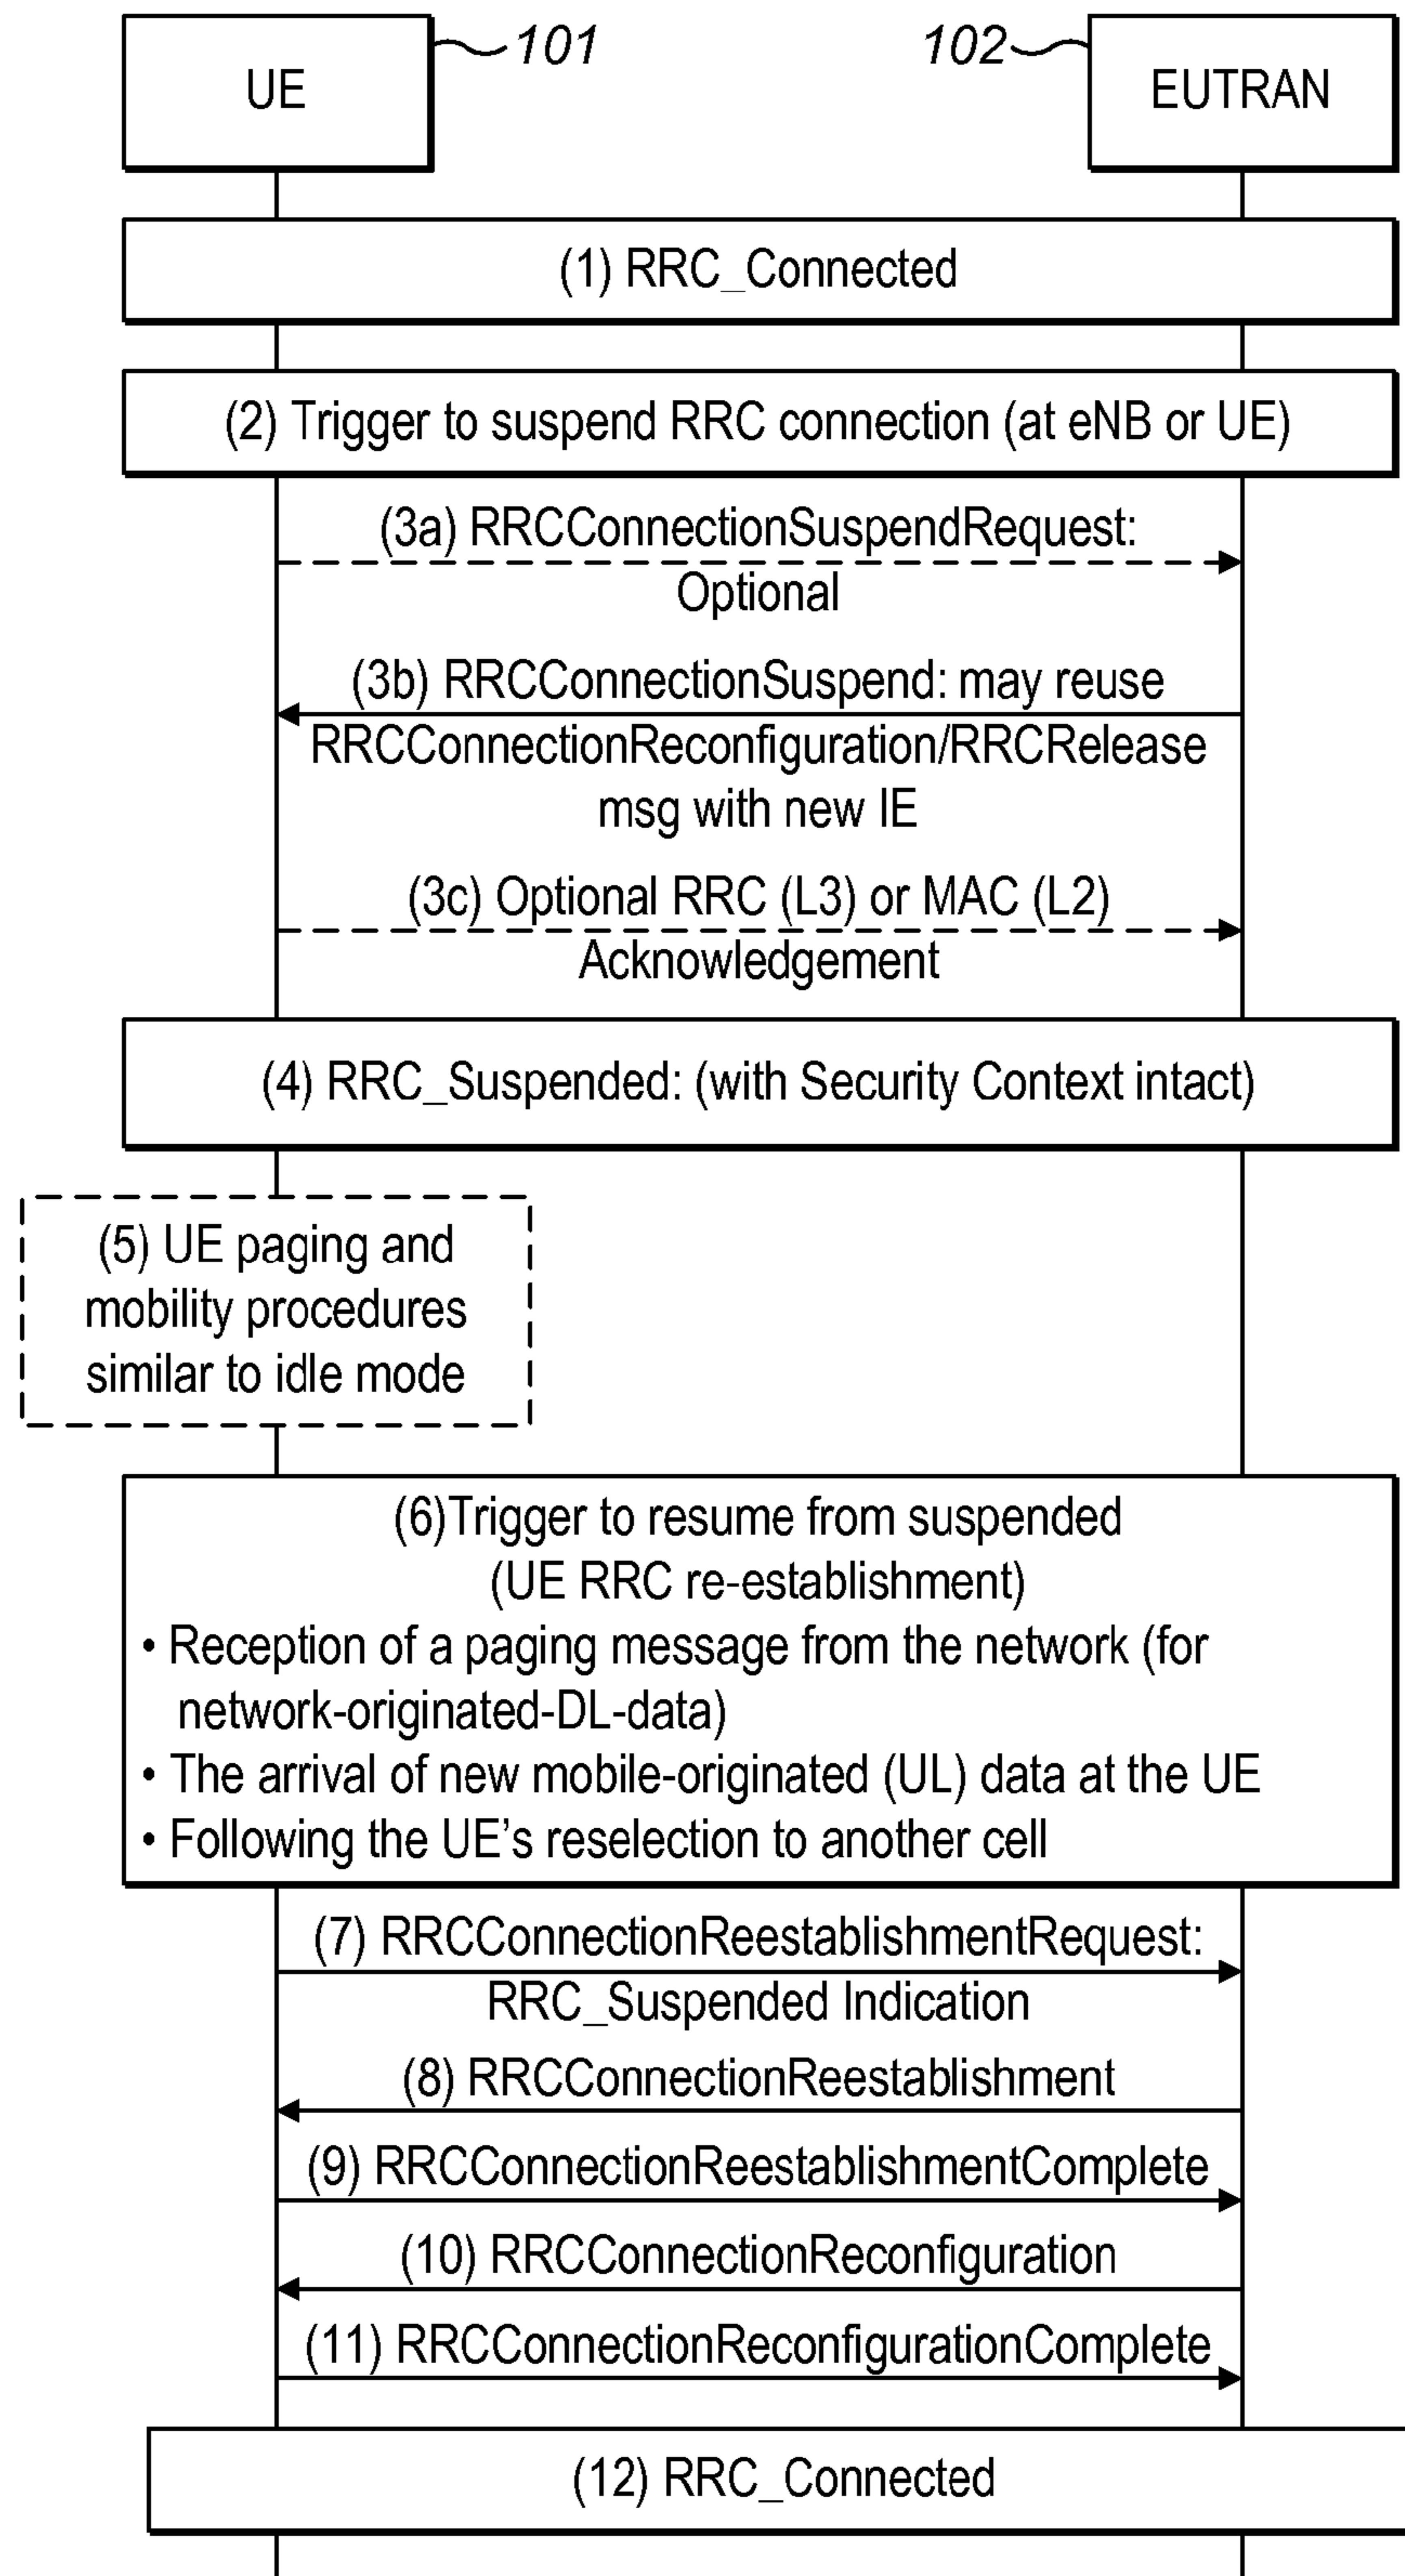 UE
101
102
EUTRAN
(1) RRC_Connected
(2) Trigger to suspend RRC connection (at eNB or UE)
(3a) RRCConnectionSuspendRequest:
Optional
(3b) RRCConnectionSuspend: may reuse
RRCConnectionReconfiguration/RRCRelease
msg with new IE
(3c) Optional RRC (L3) or MAC (L2)
Acknowledgement
(4) RRC_Suspended: (with Security Context intact)
(5) UE paging and
mobility procedures
similar to idle mode
(6)Trigger to resume from suspended
(UE RRC re-establishment)
• Reception of a paging message from the network (for
network-originated-DL-data)
• The arrival of new mobile-originated (UL) data at the UE
• Following the UE’s reselection to another cell
(7) RRCConnectionReestablishmentRequest:
RRC_Suspended Indication
(8) RRCConnectionReestablishment
(9) RRCConnectionReestablishmentComplete
(10) RRCConnectionReconfiguration
(11) RRCConnectionReconfigurationComplete
(12) RRC_Connected